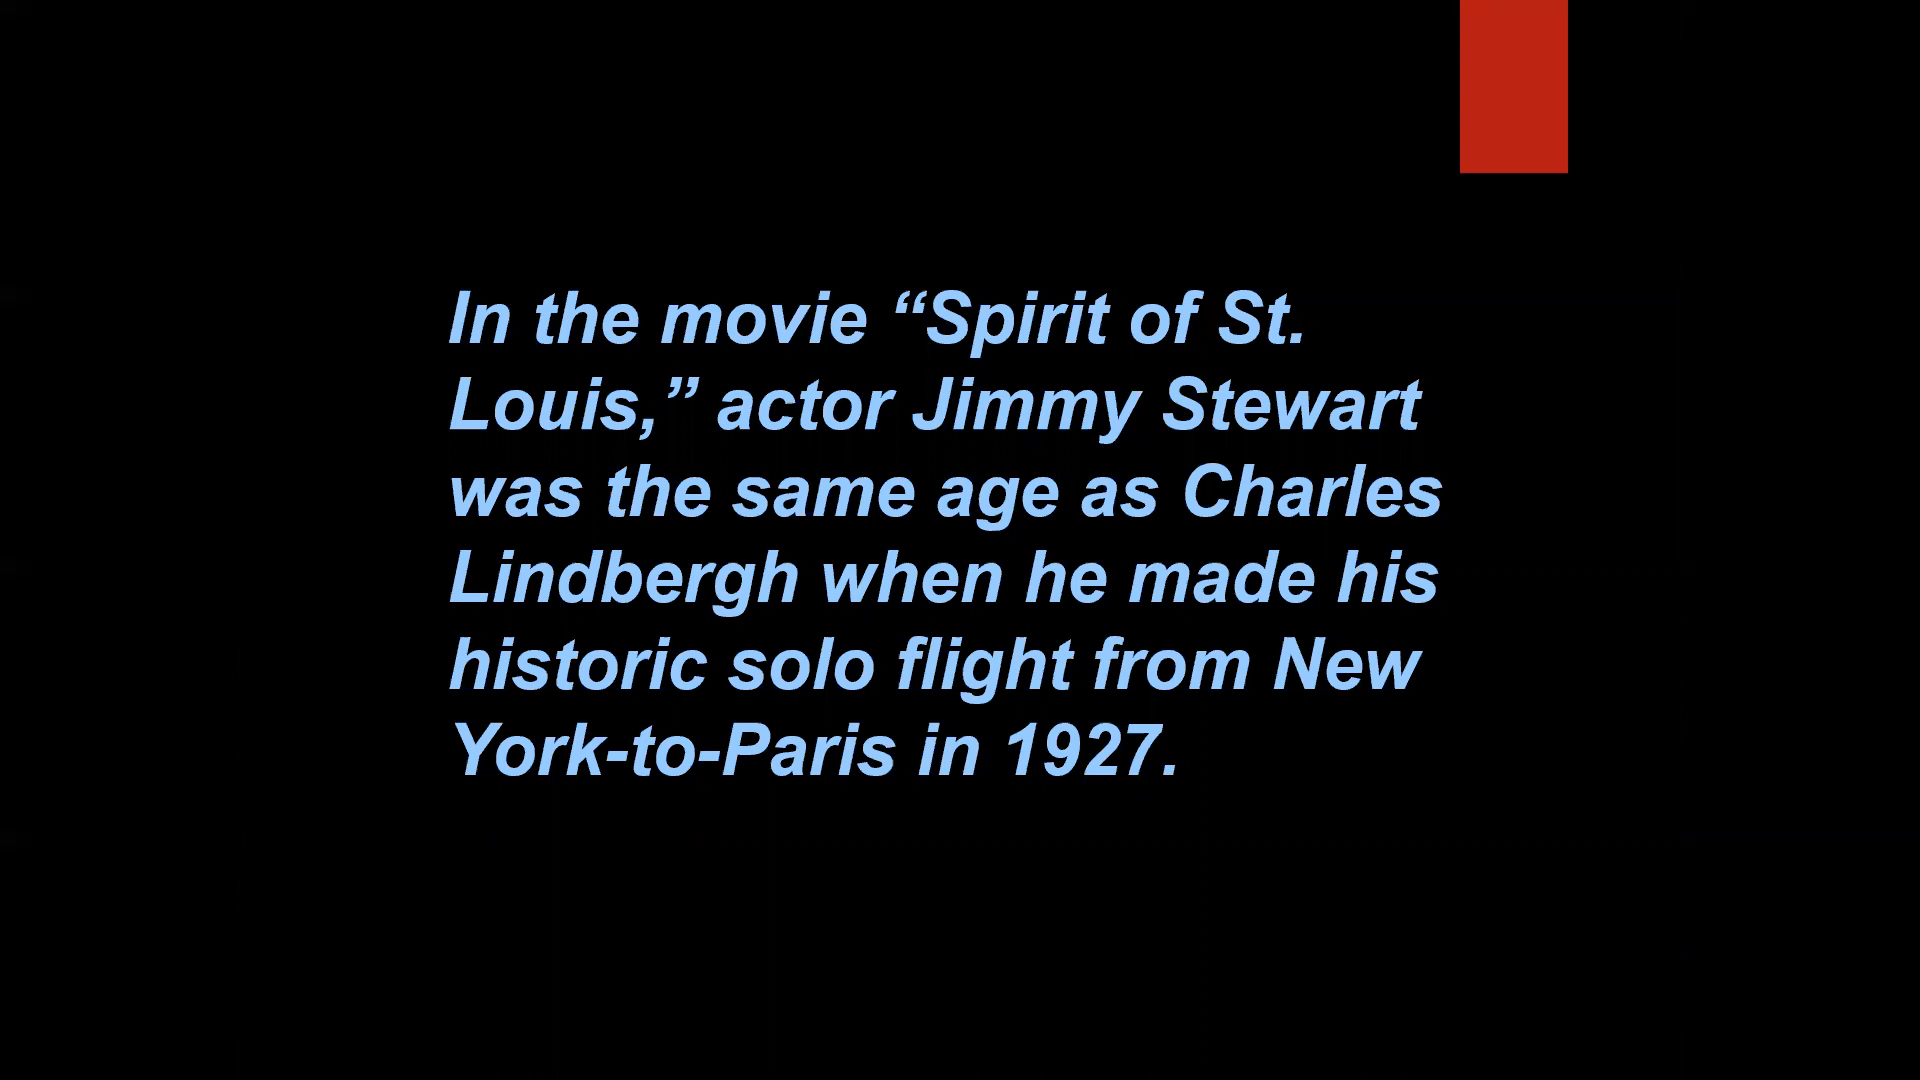 In the movie “Spirit of St.
Louis,” actor Jimmy Stewart
was the same age as Charles
Lindbergh when he made his
historic solo flight from New
York-to-Paris in 1927.